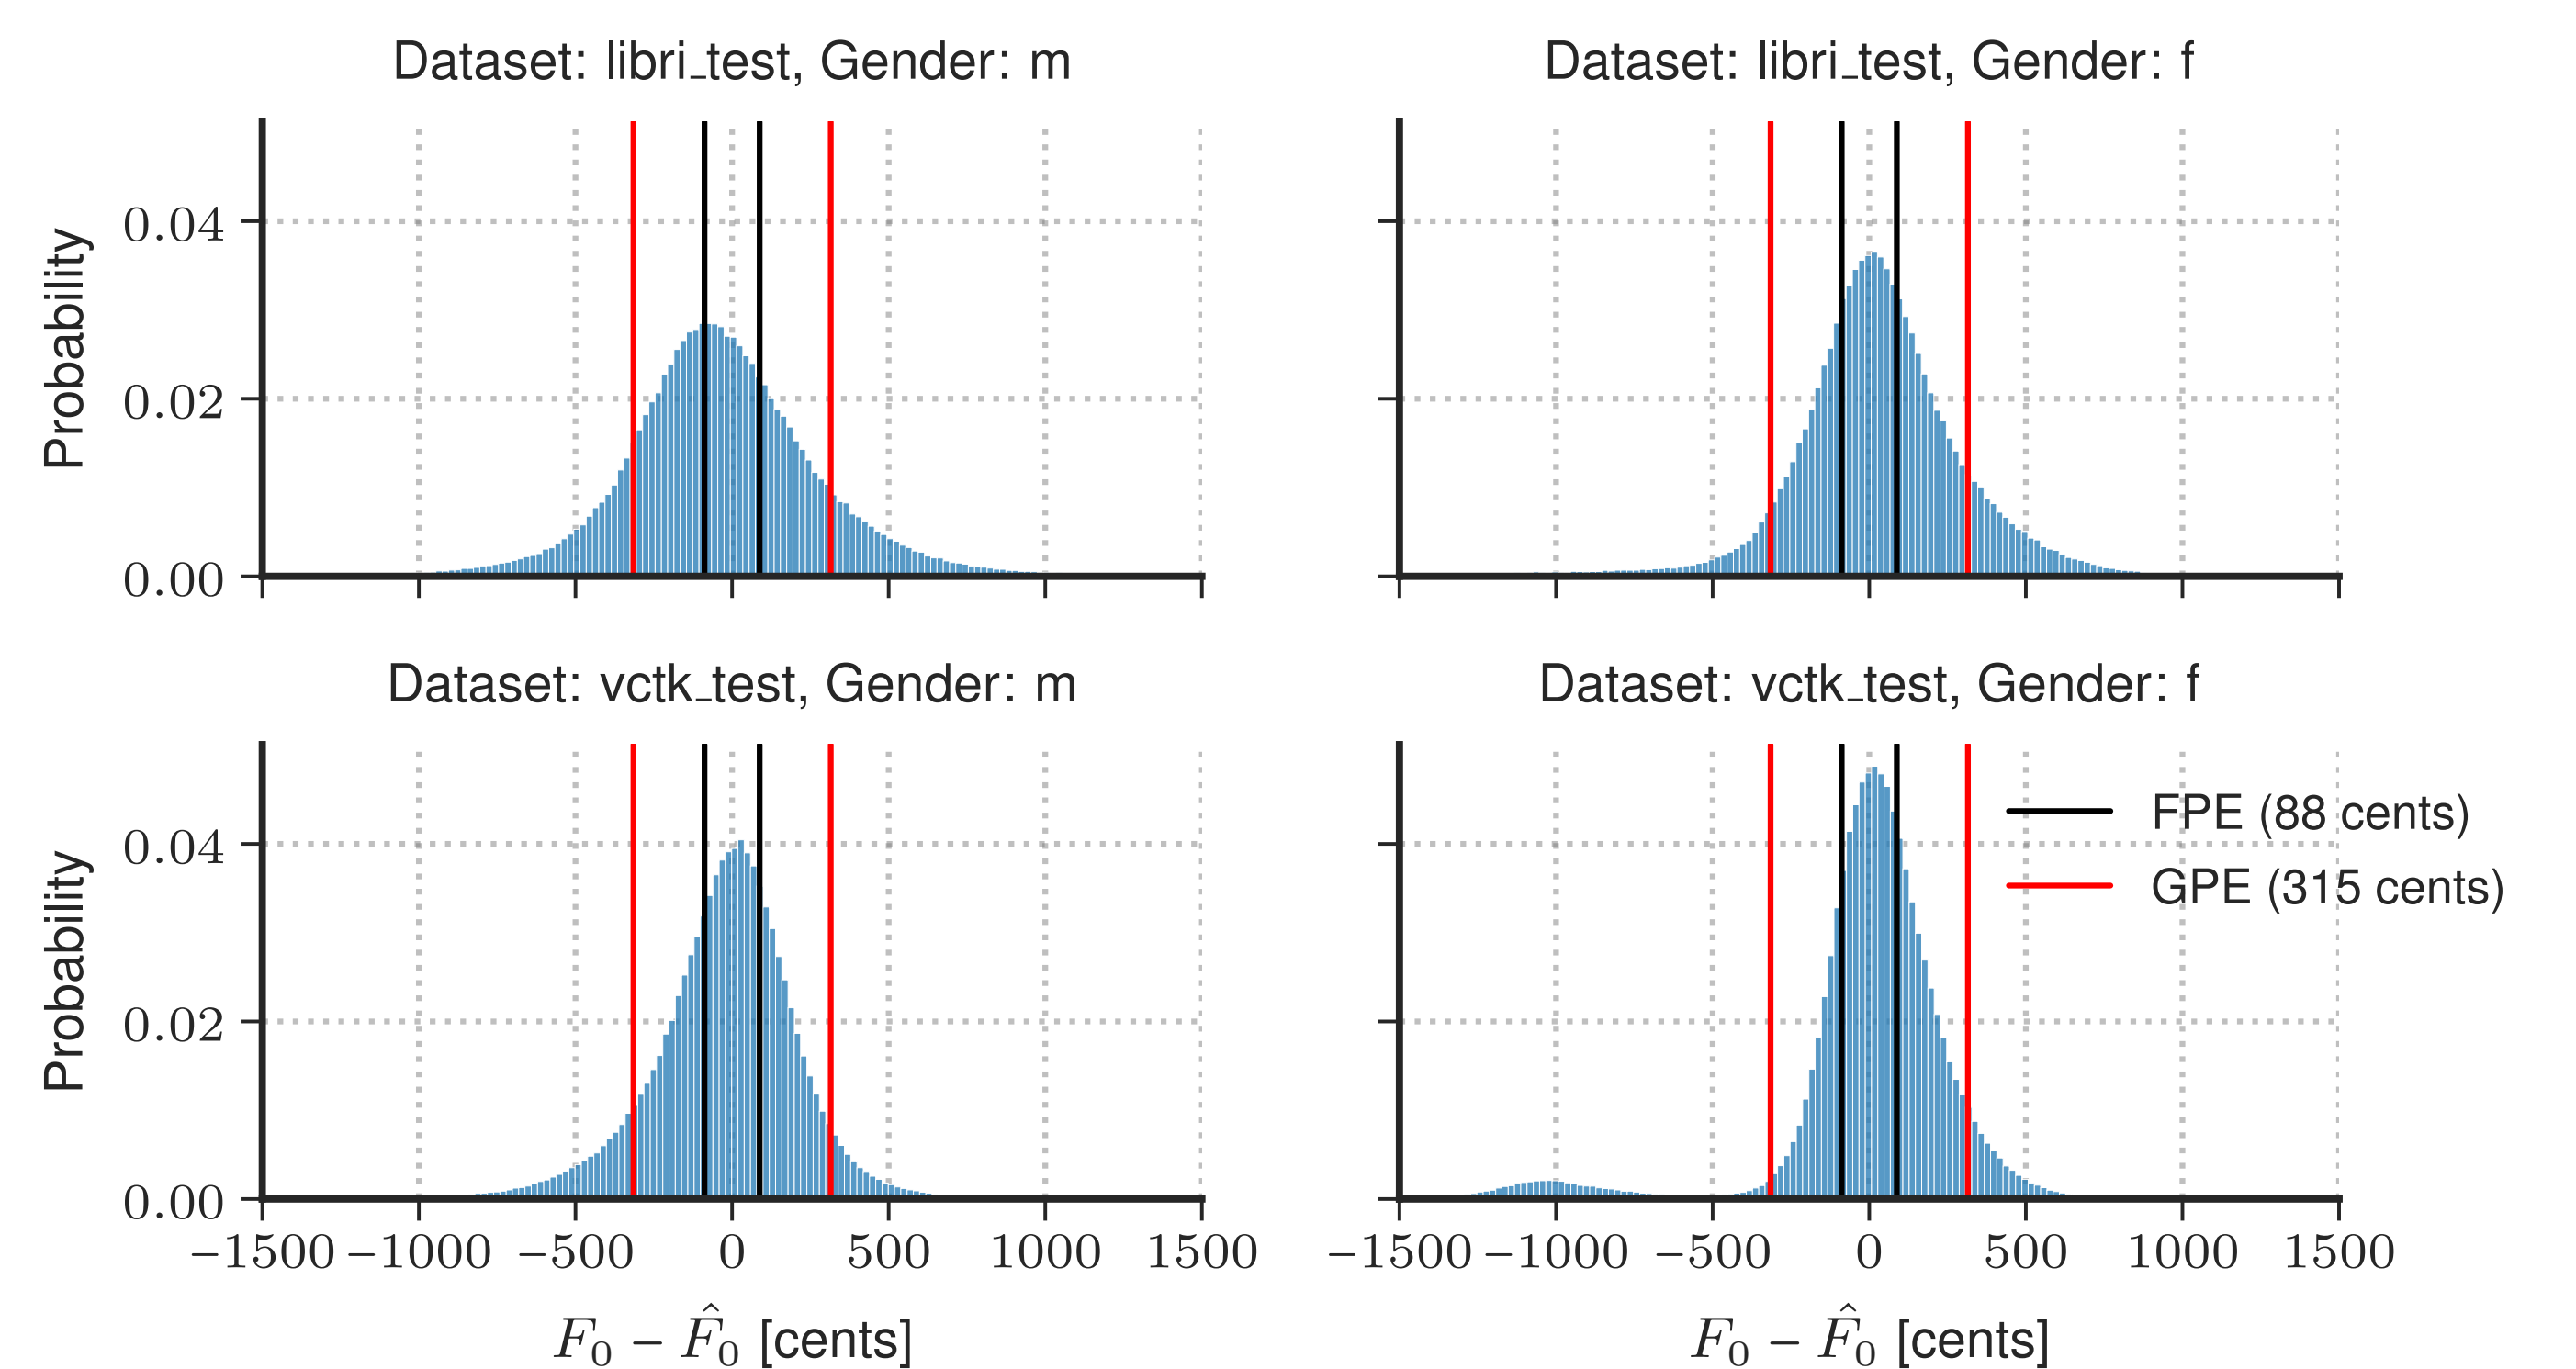 Dataset: libri_test, Gender: m
Dataset: libri_test, Gender: f
Probability
0.04
0.02
0.00
Dataset: vctk_test, Gender: m
Dataset: vctk_test, Gender: f
Probability
0.04
0.02
0.00
FPE (88 cents)
GPE (315 cents)
−1500 −1000 −500 0 500 1000 1500
−1500 −1000 −500 0 500 1000 1500
F₀ − F̂₀ [cents]
F₀ − F̂₀ [cents]